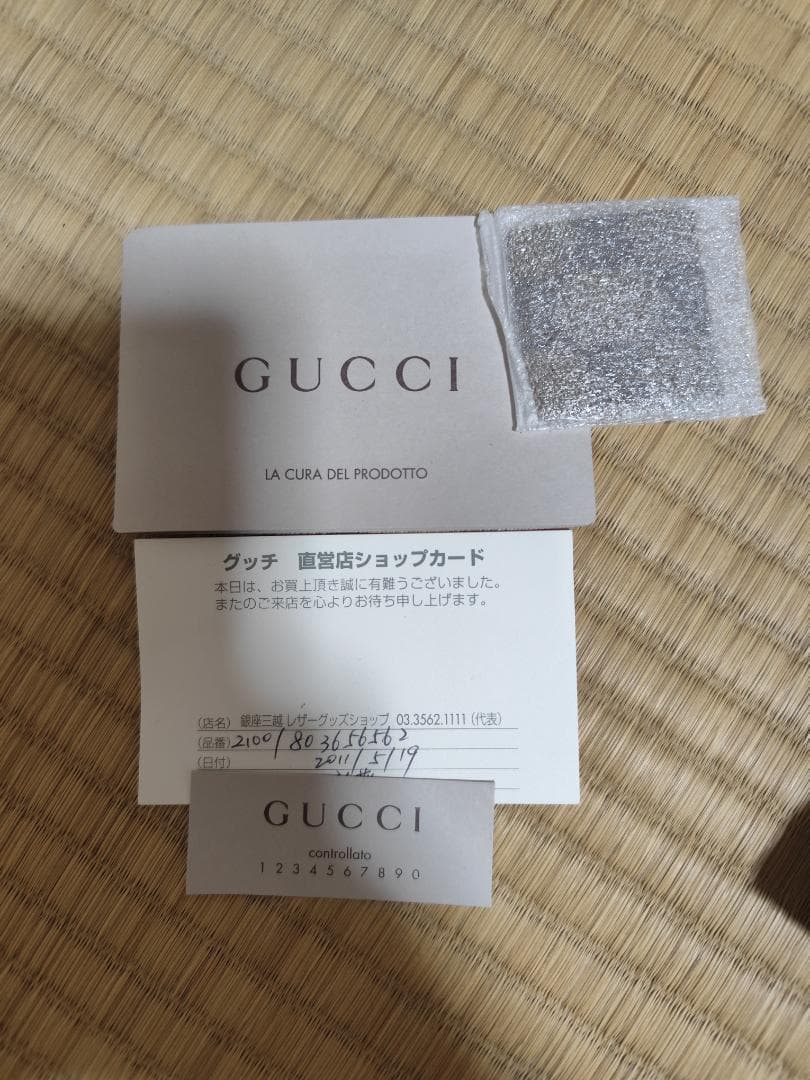 GUCCI
LA CURA DEL PRODOTTO
グッチ 直営店ショップカード
本日は、お買上頂き誠に有難うございました。
またのご来店を心よりお待ち申し上げます。
(店名) 銀座三越 レザーグッズショップ 03.3562.1111 (代表)
(品番) 2100/803656562
(日付) 2011/5/19
GUCCI
controllato
1 2 3 4 5 6 7 8 9 0